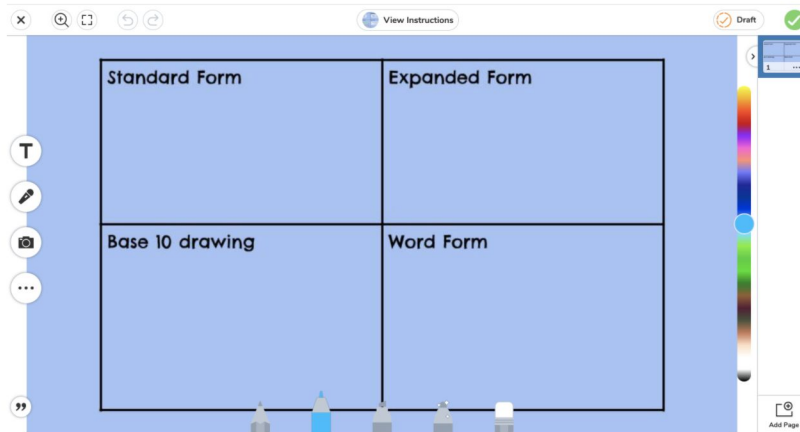 View Instructions
Draft
Standard Form
Expanded Form
1
T
Base 10 drawing
Word Form
Add Page